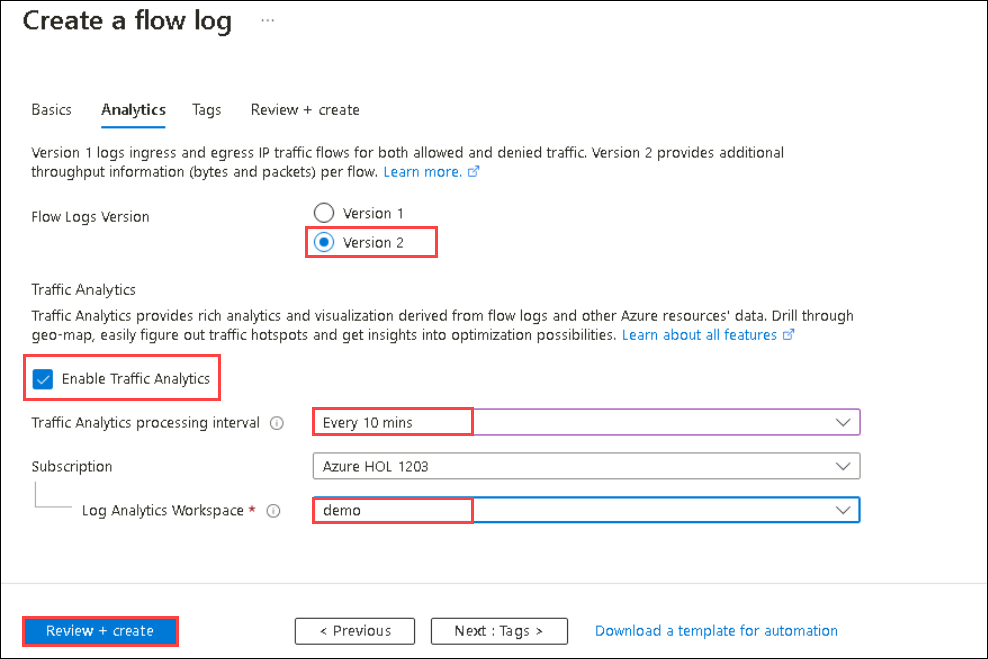 Create a flow log ...
Basics Analytics Tags Review + create
Version 1 logs ingress and egress IP traffic flows for both allowed and denied traffic. Version 2 provides additional
throughput information (bytes and packets) per flow. Learn more.
Flow Logs Version
Version 1
Version 2
Traffic Analytics
Traffic Analytics provides rich analytics and visualization derived from flow logs and other Azure resources' data. Drill through
geo-map, easily figure out traffic hotspots and get insights into optimization possibilities. Learn about all features
Enable Traffic Analytics
Traffic Analytics processing interval Every 10 mins
Subscription Azure HOL 1203
Log Analytics Workspace * demo
Review + create < Previous Next : Tags > Download a template for automation